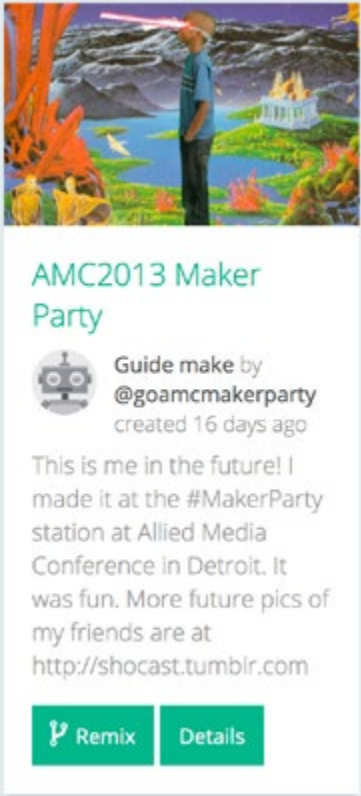 AMC2013 Maker
Party
Guide make by
@goamcmakerparty
created 16 days ago
This is me in the future! I
made it at the #MakerParty
station at Allied Media
Conference in Detroit. It
was fun. More future pics of
my friends are at
http://shocast.tumblr.com
Remix
Details